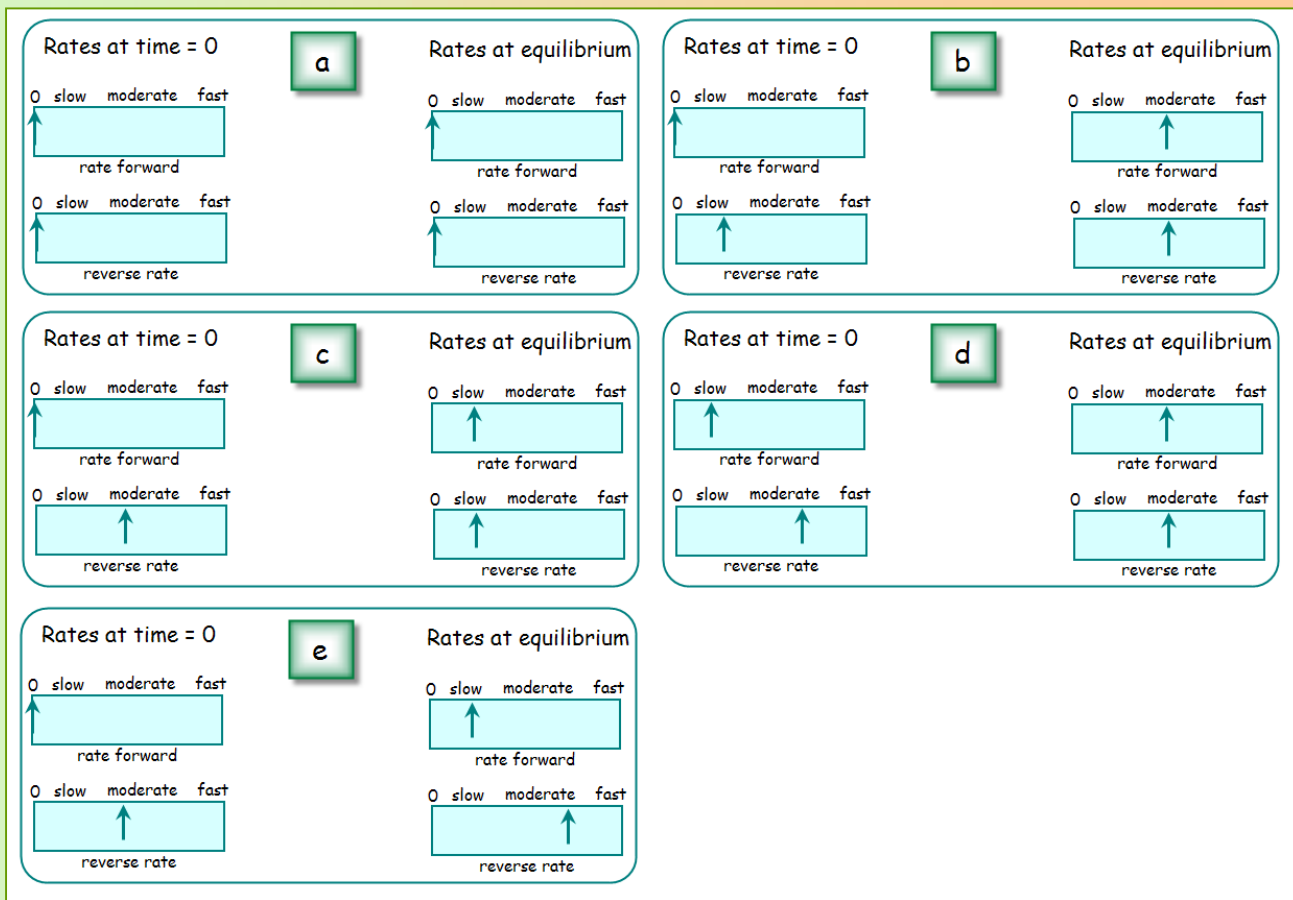 Rates at time = 0
a
Rates at equilibrium
0 slow moderate fast
rate forward
0 slow moderate fast
reverse rate
0 slow moderate fast
rate forward
0 slow moderate fast
reverse rate
Rates at time = 0
b
Rates at equilibrium
0 slow moderate fast
rate forward
0 slow moderate fast
reverse rate
0 slow moderate fast
rate forward
0 slow moderate fast
reverse rate
Rates at time = 0
c
Rates at equilibrium
0 slow moderate fast
rate forward
0 slow moderate fast
reverse rate
0 slow moderate fast
rate forward
0 slow moderate fast
reverse rate
Rates at time = 0
d
Rates at equilibrium
0 slow moderate fast
rate forward
0 slow moderate fast
reverse rate
0 slow moderate fast
rate forward
0 slow moderate fast
reverse rate
Rates at time = 0
e
Rates at equilibrium
0 slow moderate fast
rate forward
0 slow moderate fast
reverse rate
0 slow moderate fast
rate forward
0 slow moderate fast
reverse rate